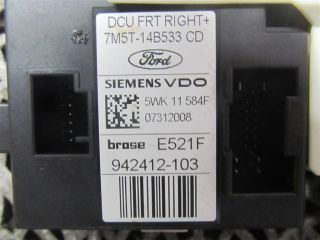 DCU FRT RIGHT+
7M5T-14B533 CD
Ford
SIEMENS VDO
5WK 11 584F
07312008
brose E521F
942412-103